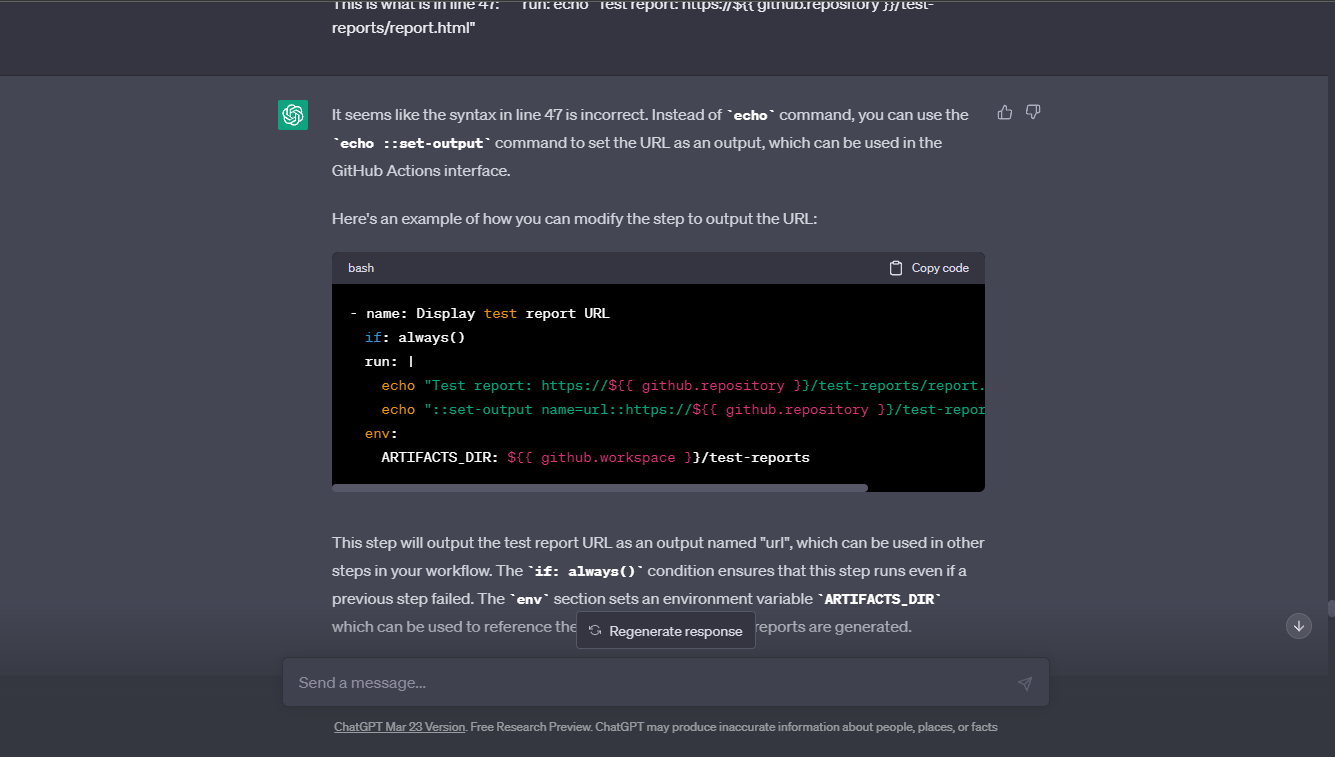 This is what is in line 47: run: echo "Test report: https://${{ github.repository }}/test-
reports/report.html"
It seems like the syntax in line 47 is incorrect. Instead of `echo` command, you can use the
`echo ::set-output` command to set the URL as an output, which can be used in the
GitHub Actions interface.
Here's an example of how you can modify the step to output the URL:
bash
Copy code
- name: Display test report URL
if: always()
run: |
echo "Test report: https://${{ github.repository }}/test-reports/report.
echo "::set-output name=url::https://${{ github.repository }}/test-repor
env:
ARTIFACTS_DIR: ${{ github.workspace }}/test-reports
This step will output the test report URL as an output named "url", which can be used in other
steps in your workflow. The `if: always()` condition ensures that this step runs even if a
previous step failed. The `env` section sets an environment variable `ARTIFACTS_DIR`
which can be used to reference the
reports are generated.
Regenerate response
Send a message...
ChatGPT Mar 23 Version. Free Research Preview. ChatGPT may produce inaccurate information about people, places, or facts